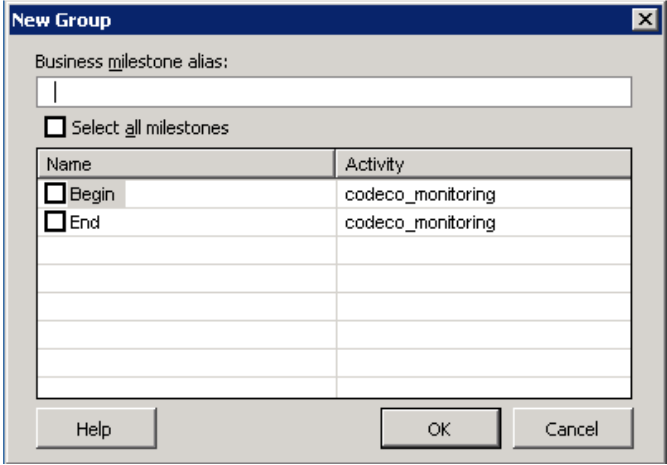 New Group
Business milestone alias:
Select all milestones
Name Activity
Begin codeco_monitoring
End codeco_monitoring
Help OK Cancel